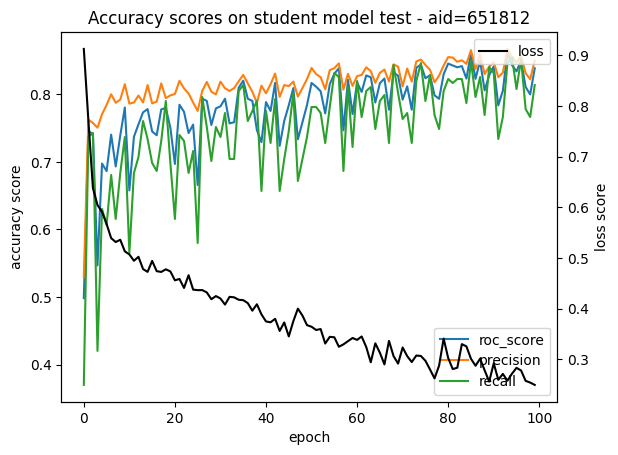 Accuracy scores on student model test - aid=651812
accuracy score
0.8
0.7
0.6
0.5
0.4
0
20
40
60
80
100
epoch
0.9
0.8
0.7
0.6
0.5
0.4
0.3
loss score
loss
roc_score
precision
recall